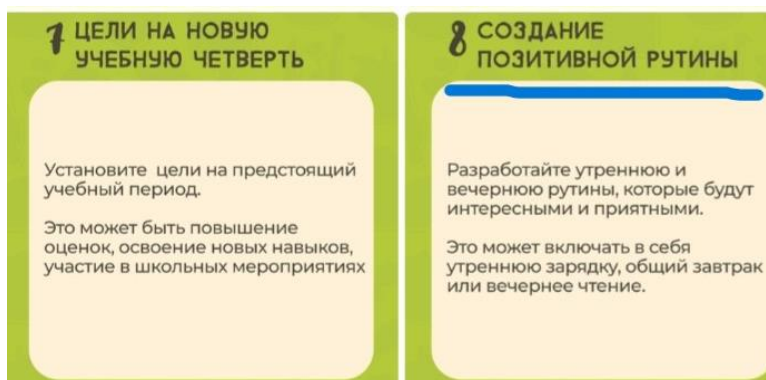 7 ЦЕЛИ НА НОВУЮ
УЧЕБНУЮ ЧЕТВЕРТЬ
Установите цели на предстоящий
учебный период.
Это может быть повышение
оценок, освоение новых навыков,
участие в школьных мероприятиях
8 СОЗДАНИЕ
ПОЗИТИВНОЙ РУТИНЫ
Разработайте утреннюю и
вечернюю рутины, которые будут
интересными и приятными.
Это может включать в себя
утреннюю зарядку, общий завтрак
или вечернее чтение.